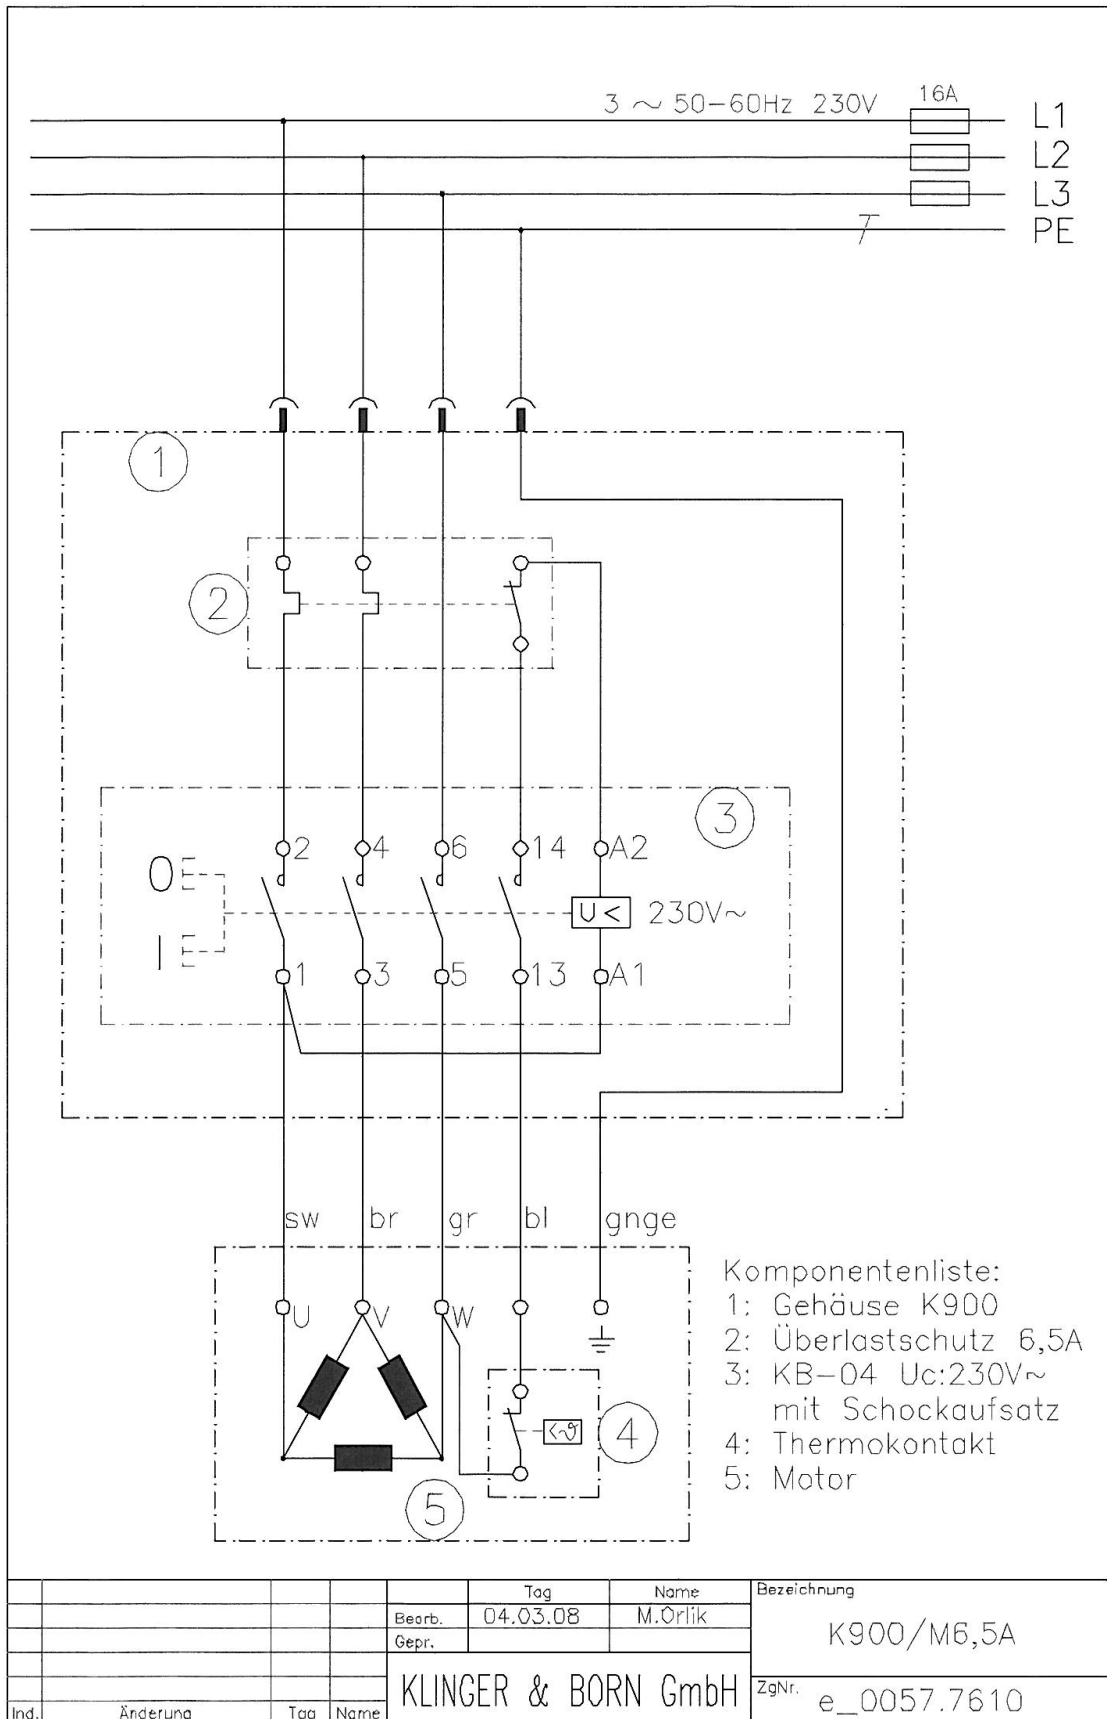 3 ~ 50-60Hz 230V
16A
L1
L2
L3
PE
1
2
3
2 4 6 14 A2
0
U < 230V~
I
1 3 5 13 A1
sw br gr bl gnge
Komponentenliste:
1: Gehäuse K900
2: Überlastschutz 6,5A
3: KB-04 Uc:230V~
mit Schockaufsatz
4: Thermokontakt
5: Motor
U V W
<ϑ
4
5
Tag Name Bezeichnung
Bearb. 04.03.08 M.Orlik
K900/M6,5A
Gepr.
KLINGER & BORN GmbH
ZgNr. e_0057.7610
Ind. Änderung Tag Name